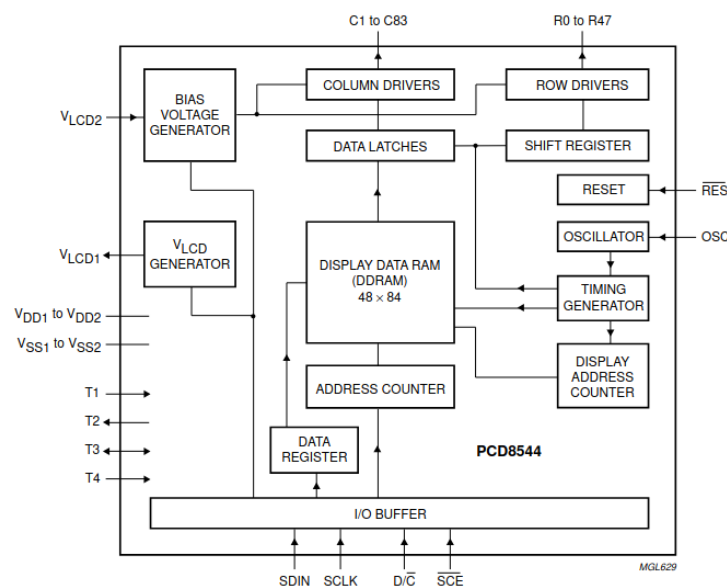 C1 to C83
R0 to R47
BIAS
VOLTAGE
GENERATOR
COLUMN DRIVERS
ROW DRIVERS
VLCD2
DATA LATCHES
SHIFT REGISTER
RESET
RES
VLCD1
VLCD
GENERATOR
OSCILLATOR
OSC
DISPLAY DATA RAM
(DDRAM)
48 × 84
TIMING
GENERATOR
VDD1 to VDD2
VSS1 to VSS2
DISPLAY
ADDRESS
COUNTER
T1
ADDRESS COUNTER
T2
DATA
REGISTER
PCD8544
T3
T4
I/O BUFFER
MGL629
SDIN
SCLK
D/C̅
S̅C̅E̅